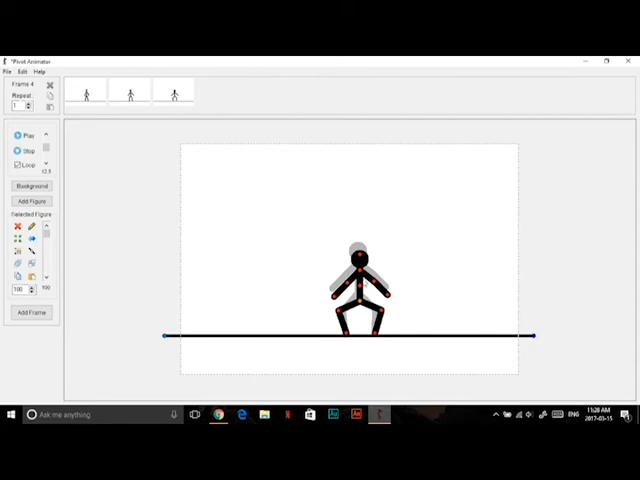 *Pivot Animator
File Edit Help
Frame 4
Repeat:
1
Play
Stop
Loop
12.5
Background
Add Figure
Selected Figure
100 100
Add Frame
Ask me anything
ENG
11:28 AM
2017-03-15